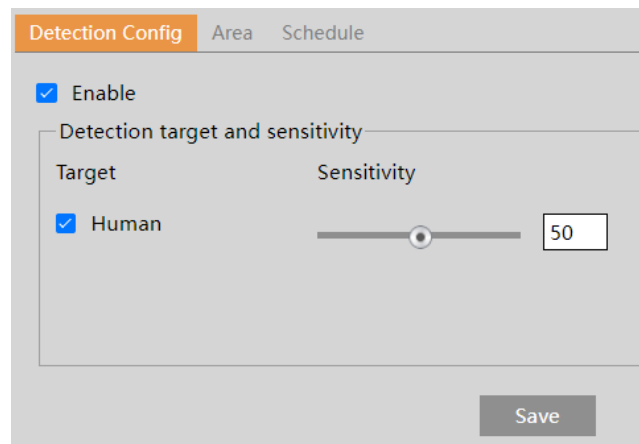 Detection Config Area Schedule
Enable
Detection target and sensitivity
Target Sensitivity
Human 50
Save